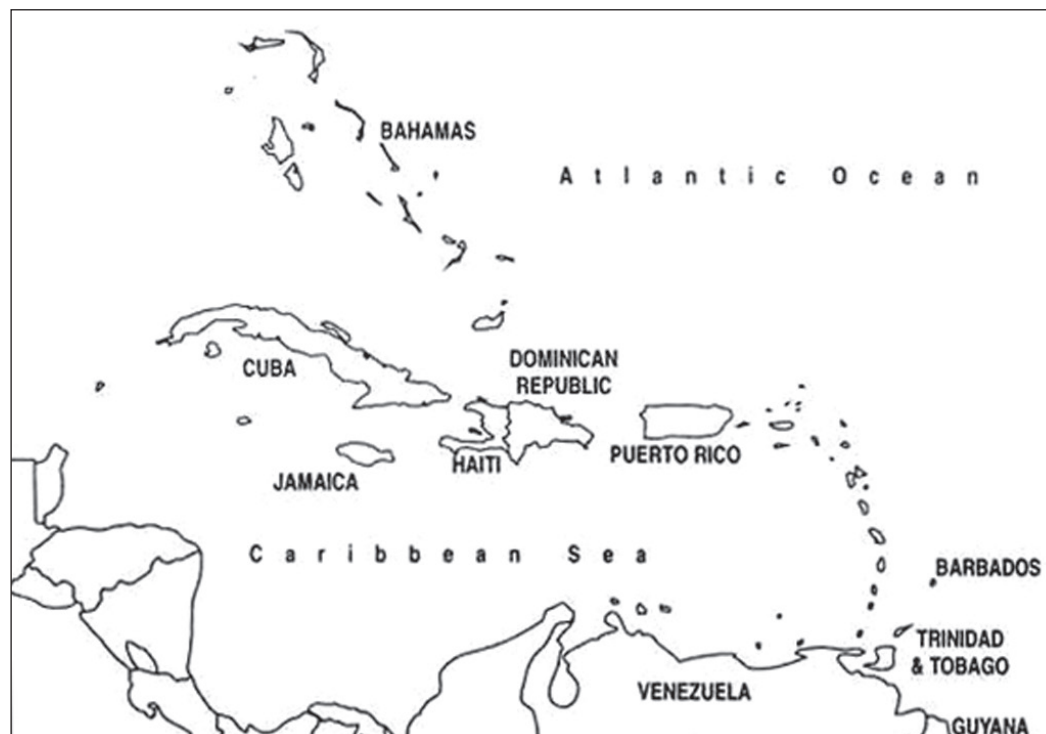 BAHAMAS
Atlantic Ocean
CUBA
DOMINICAN
REPUBLIC
JAMAICA
HAITI
PUERTO RICO
Caribbean Sea
BARBADOS
TRINIDAD
& TOBAGO
VENEZUELA
GUYANA